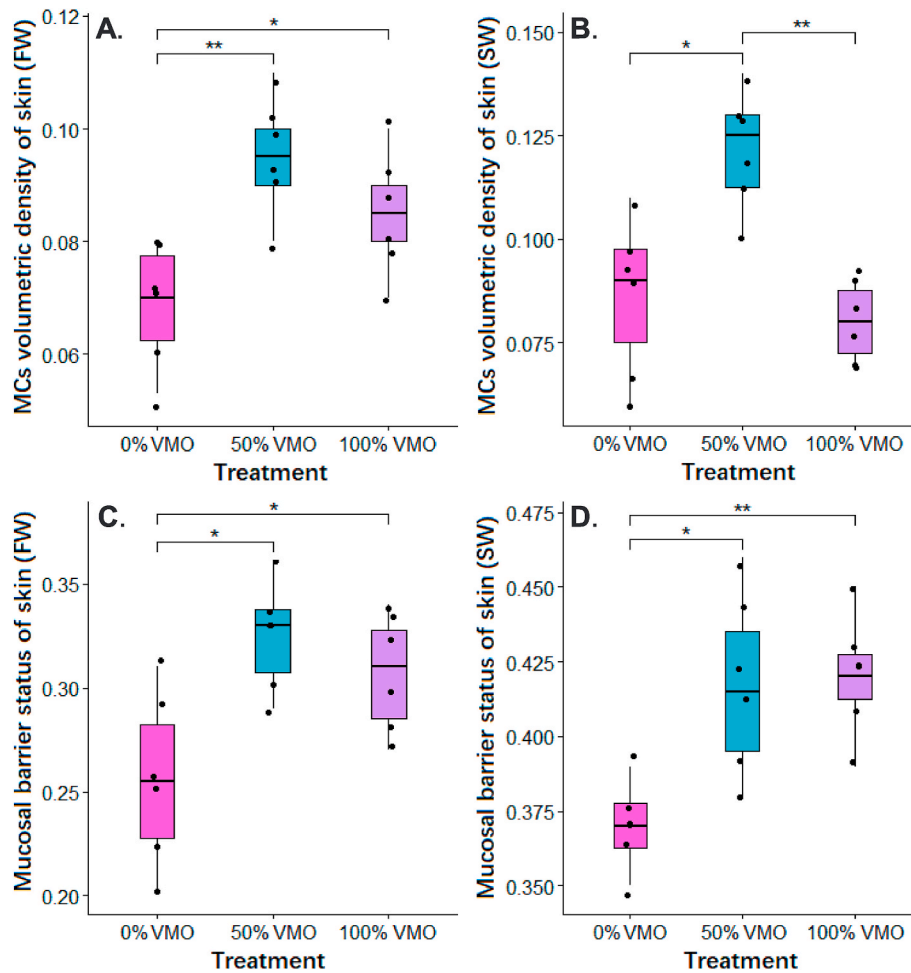 A.
MCs volumetric density of skin (FW)
0.12
0.10
0.08
0.06
*
**
0% VMO 50% VMO 100% VMO
Treatment
B.
MCs volumetric density of skin (SW)
0.150
0.125
0.100
0.075
*
**
0% VMO 50% VMO 100% VMO
Treatment
C.
Mucosal barrier status of skin (FW)
0.35
0.30
0.25
0.20
*
*
0% VMO 50% VMO 100% VMO
Treatment
D.
Mucosal barrier status of skin (SW)
0.475
0.450
0.425
0.400
0.375
0.350
**
*
0% VMO 50% VMO 100% VMO
Treatment